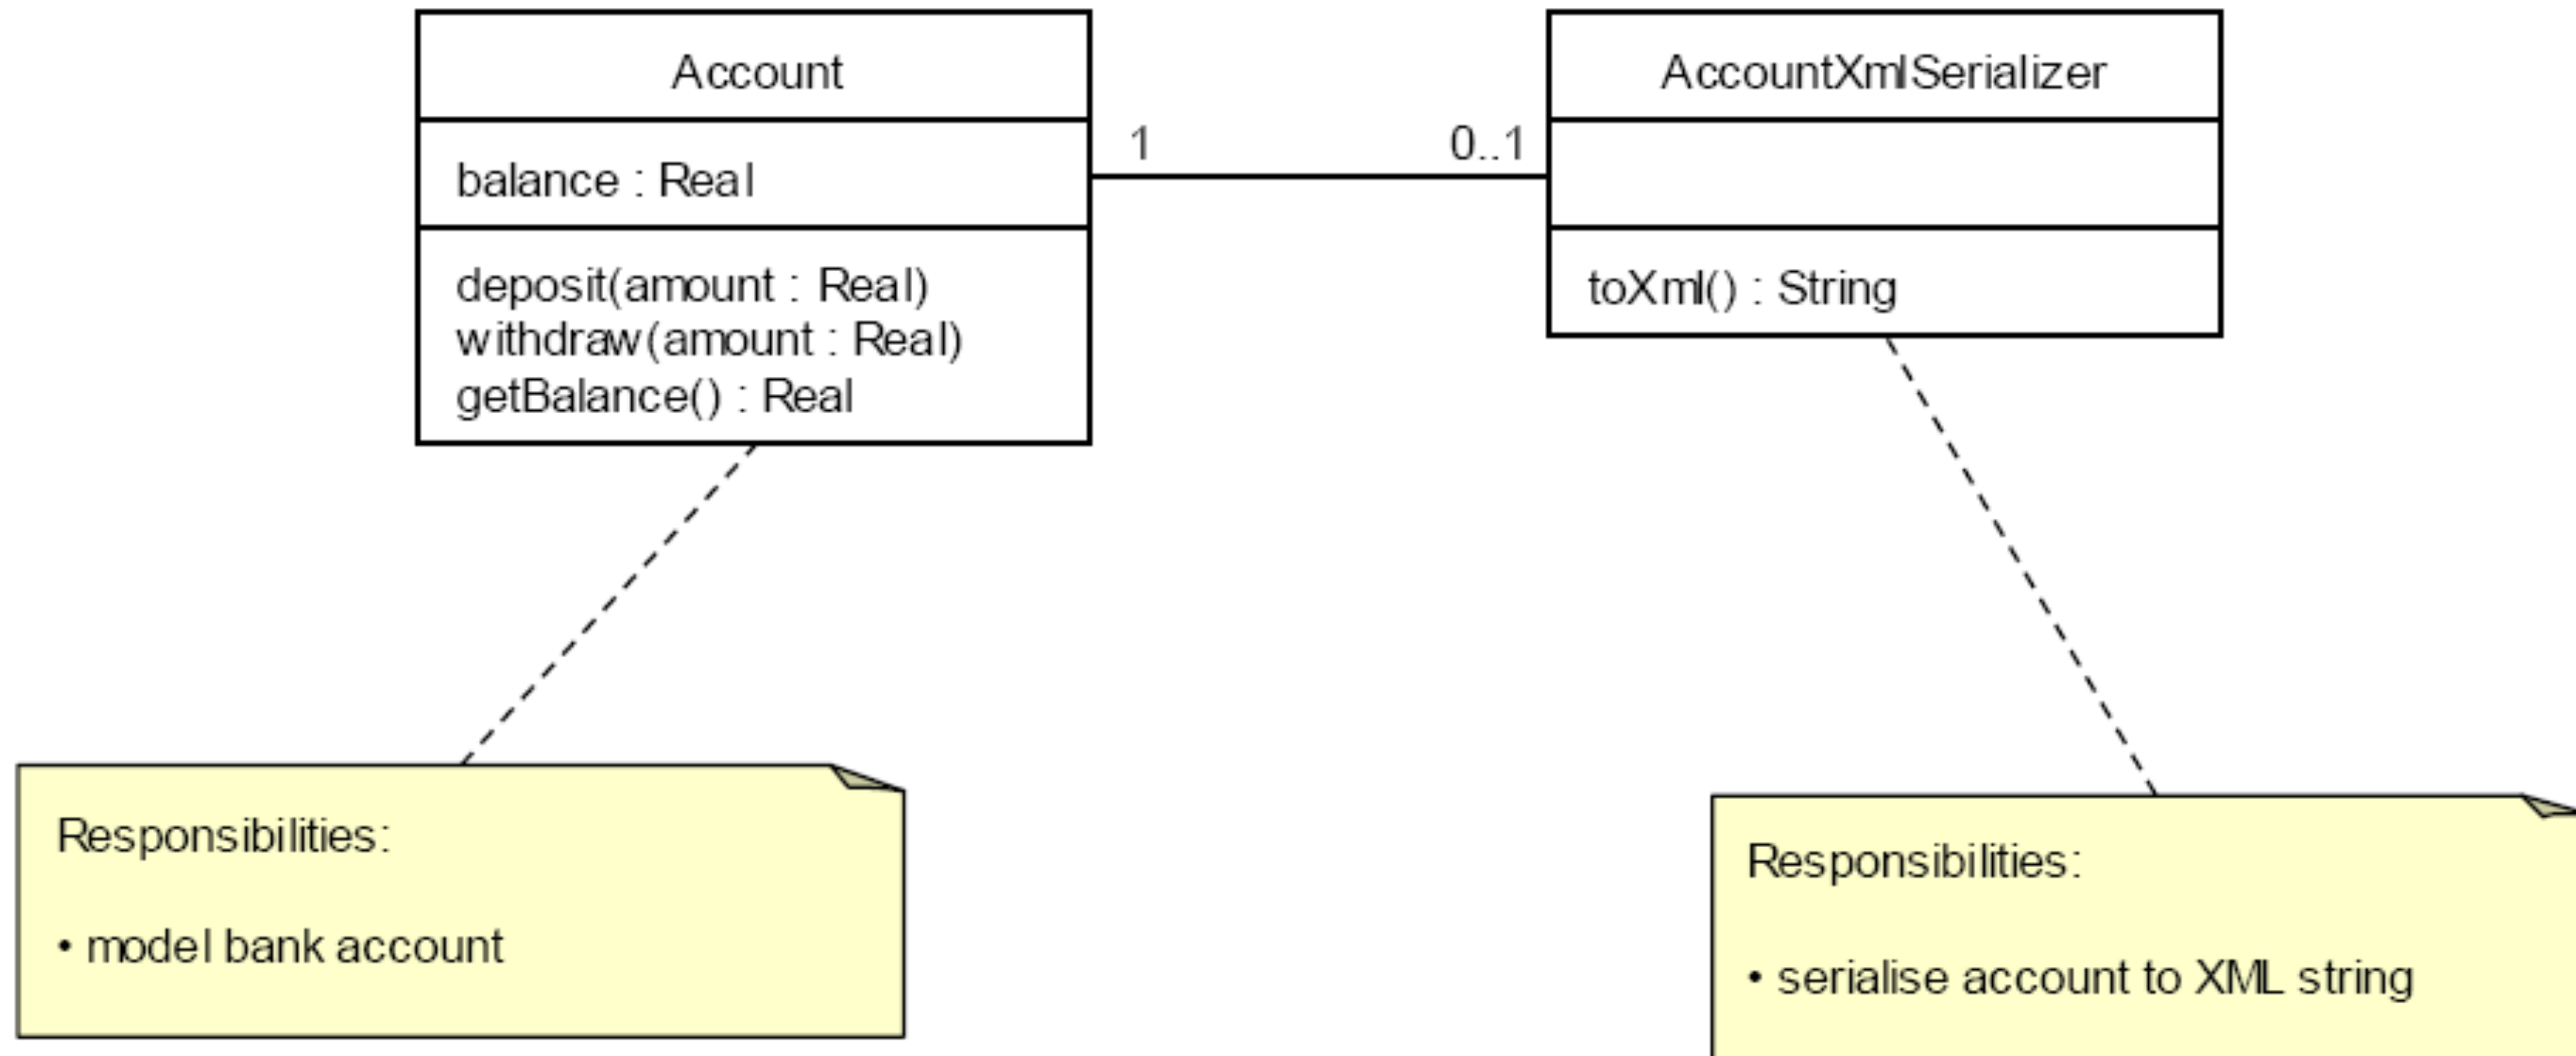 Account
balance : Real
deposit(amount : Real)
withdraw(amount : Real)
getBalance() : Real
1
0..1
AccountXmlSerializer
toXml() : String
Responsibilities:
• model bank account
Responsibilities:
• serialise account to XML string